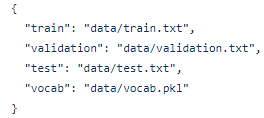 {
"train": "data/train.txt",
"validation": "data/validation.txt",
"test": "data/test.txt",
"vocab": "data/vocab.pkl"
}